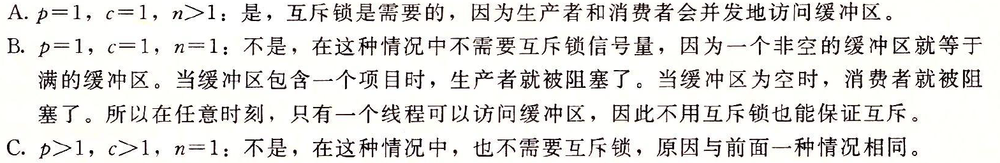 A. p=1，c=1，n>1：是，互斥锁是需要的，因为生产者和消费者会并发地访问缓冲区。
B. p=1，c=1，n=1：不是，在这种情况中不需要互斥锁信号量，因为一个非空的缓冲区就等于
满的缓冲区。当缓冲区包含一个项目时，生产者就被阻塞了。当缓冲区为空时，消费者就被阻
塞了。所以在任意时刻，只有一个线程可以访问缓冲区，因此不用互斥锁也能保证互斥。
C. p>1，c>1，n=1：不是，在这种情况中，也不需要互斥锁，原因与前面一种情况相同。